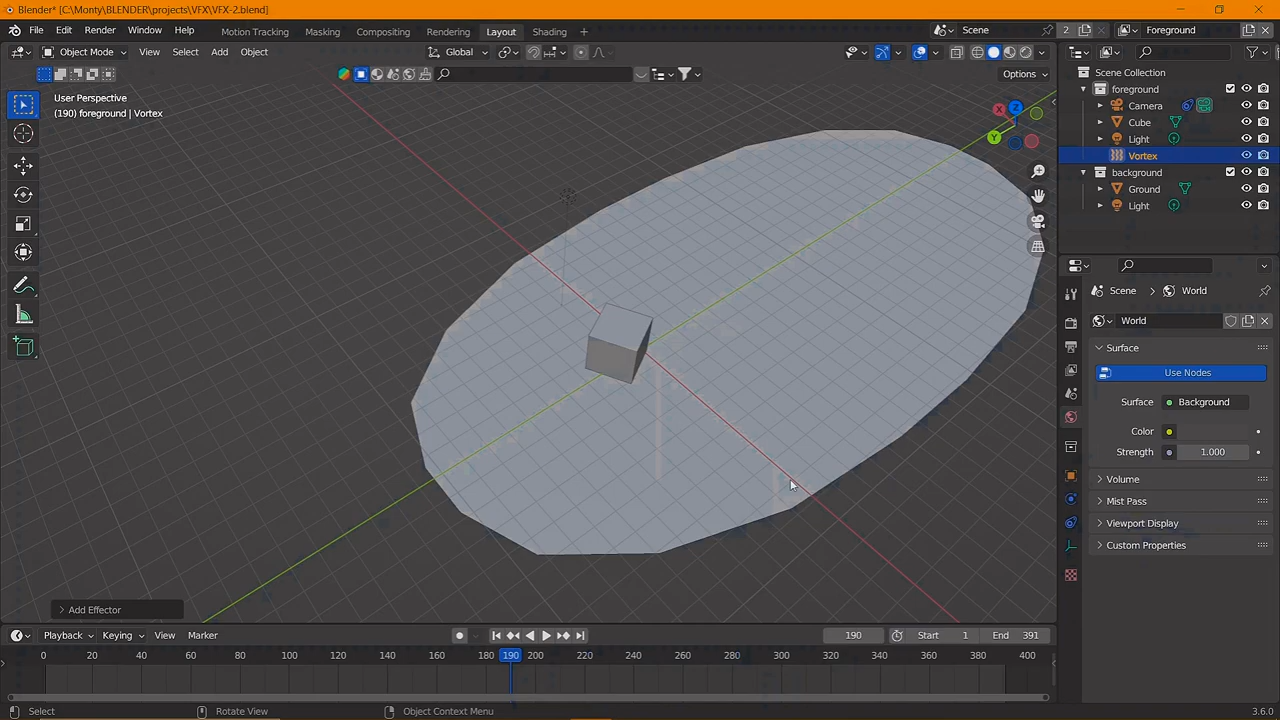 Blender* [C:\Monty\BLENDER\projects\VFX\VFX-2.blend]
File Edit Render Window Help Motion Tracking Masking Compositing Rendering Layout Animation + Scene 2 Foreground
Object Mode View Select Add Object Global
Options
User Perspective
(190) foreground | Vortex
X Z Y
Scene Collection
foreground
Camera
Cube
Light
Vortex
background
Ground
Light
Scene > World
World
Surface
Use Nodes
Surface Background
Color
Strength 1.000
Volume
Mist Pass
Viewport Display
Custom Properties
Add Effector
Playback Keying View Marker 190 Start 1 End 391
0 20 40 60 80 100 120 140 160 180 190 200 220 240 260 280 300 320 340 360 380 400
Select Rotate View Object Context Menu 3.6.0